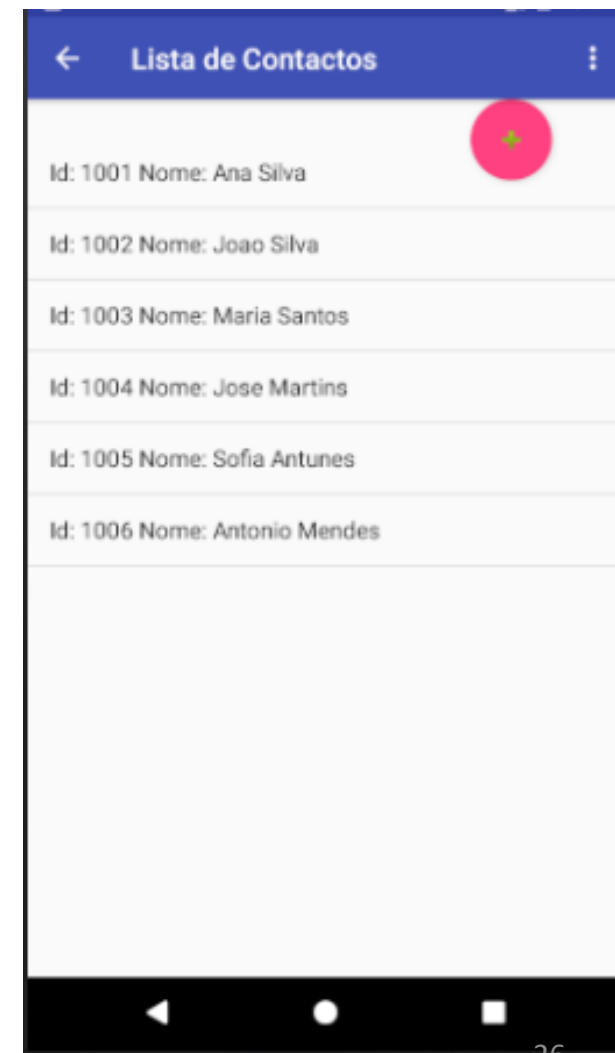 Lista de Contactos
Id: 1001 Nome: Ana Silva
Id: 1002 Nome: Joao Silva
Id: 1003 Nome: Maria Santos
Id: 1004 Nome: Jose Martins
Id: 1005 Nome: Sofia Antunes
Id: 1006 Nome: Antonio Mendes
26